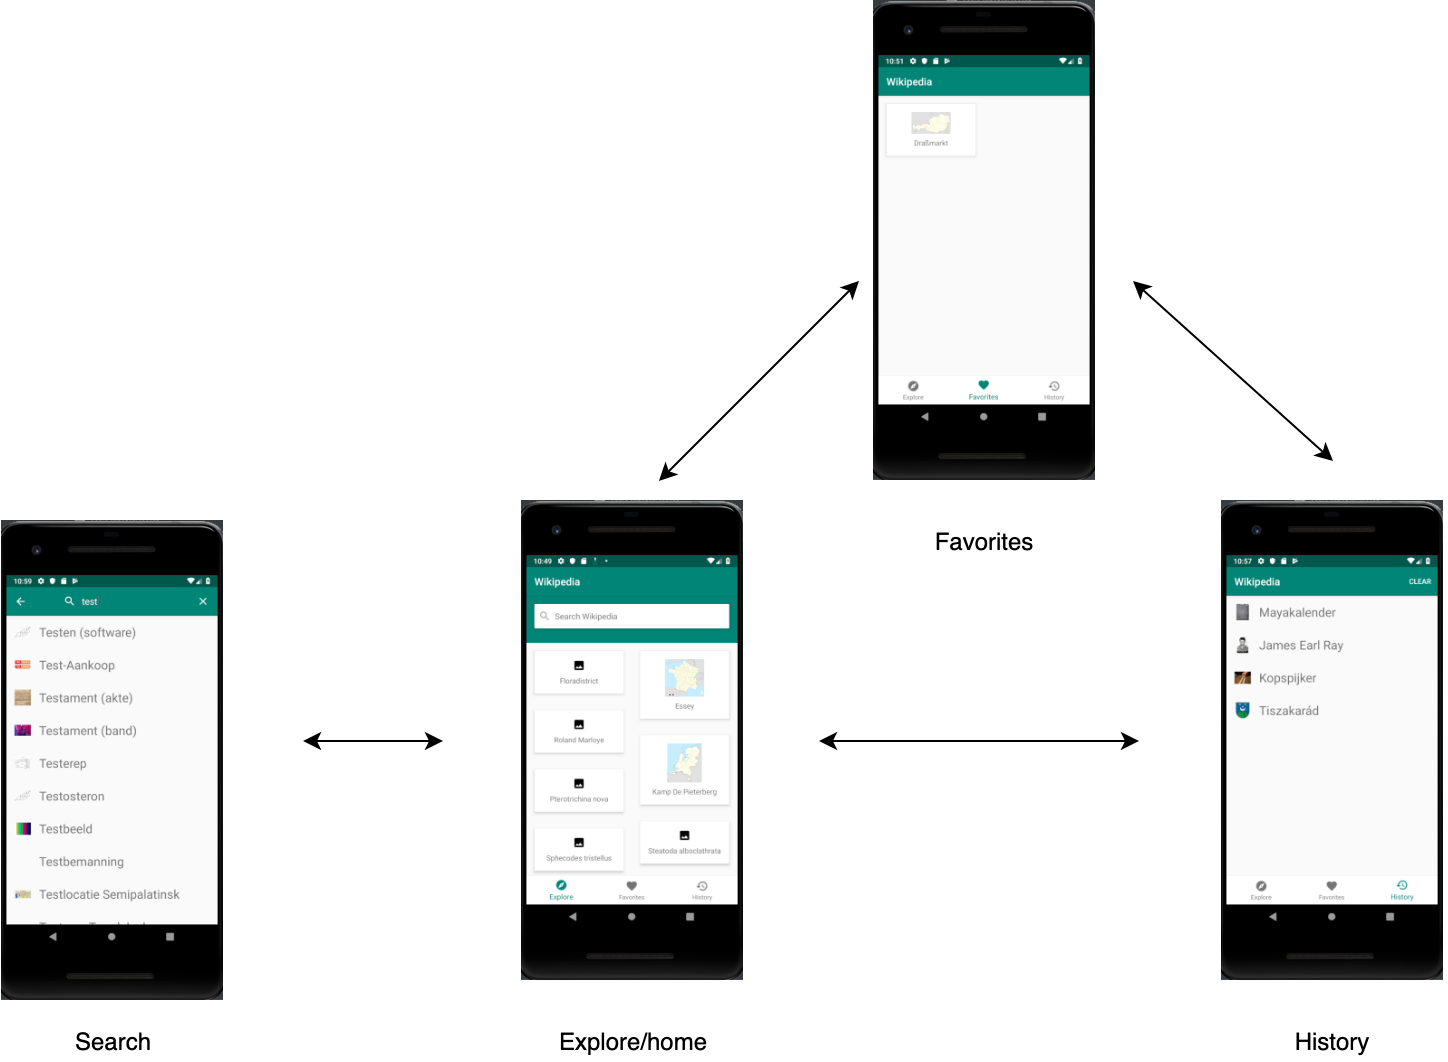 10:51
Wikipedia
Draßmarkt
Explore
Favorites
History
Favorites
10:59
test
Testen (software)
Test-Aankoop
Testament (akte)
Testament (band)
Testerep
Testosteron
Testbeeld
Testbemanning
Testlocatie Semipalatinsk
Search
10:49
Wikipedia
Search Wikipedia
Floradistrict
Essey
Roland Marloye
Kamp De Pieterberg
Pterotrichina nova
Steatoda alboclathrata
Sphecodes tristellus
Explore
Favorites
History
Explore/home
10:57
Wikipedia
CLEAR
Mayakalender
James Earl Ray
Kopspijker
Tiszakarád
Explore
Favorites
History
History